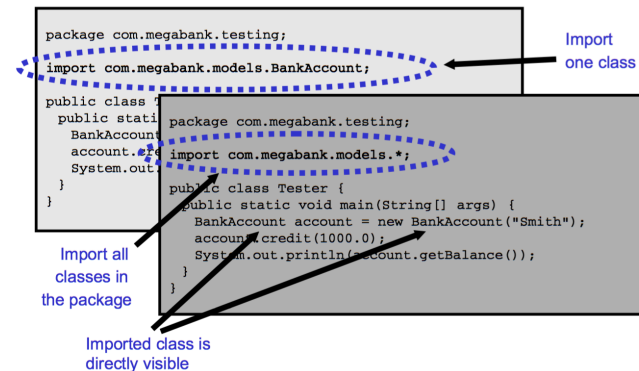 package com.megabank.testing;
import com.megabank.models.BankAccount;
public class
public stati
BankAccount
account.cre
System.out.
}
}
Import
one class
package com.megabank.testing;
import com.megabank.models.*;
public class Tester {
public static void main(String[] args) {
BankAccount account = new BankAccount("Smith");
account.credit(1000.0);
System.out.println(account.getBalance());
}
}
Import all
classes in
the package
Imported class is
directly visible